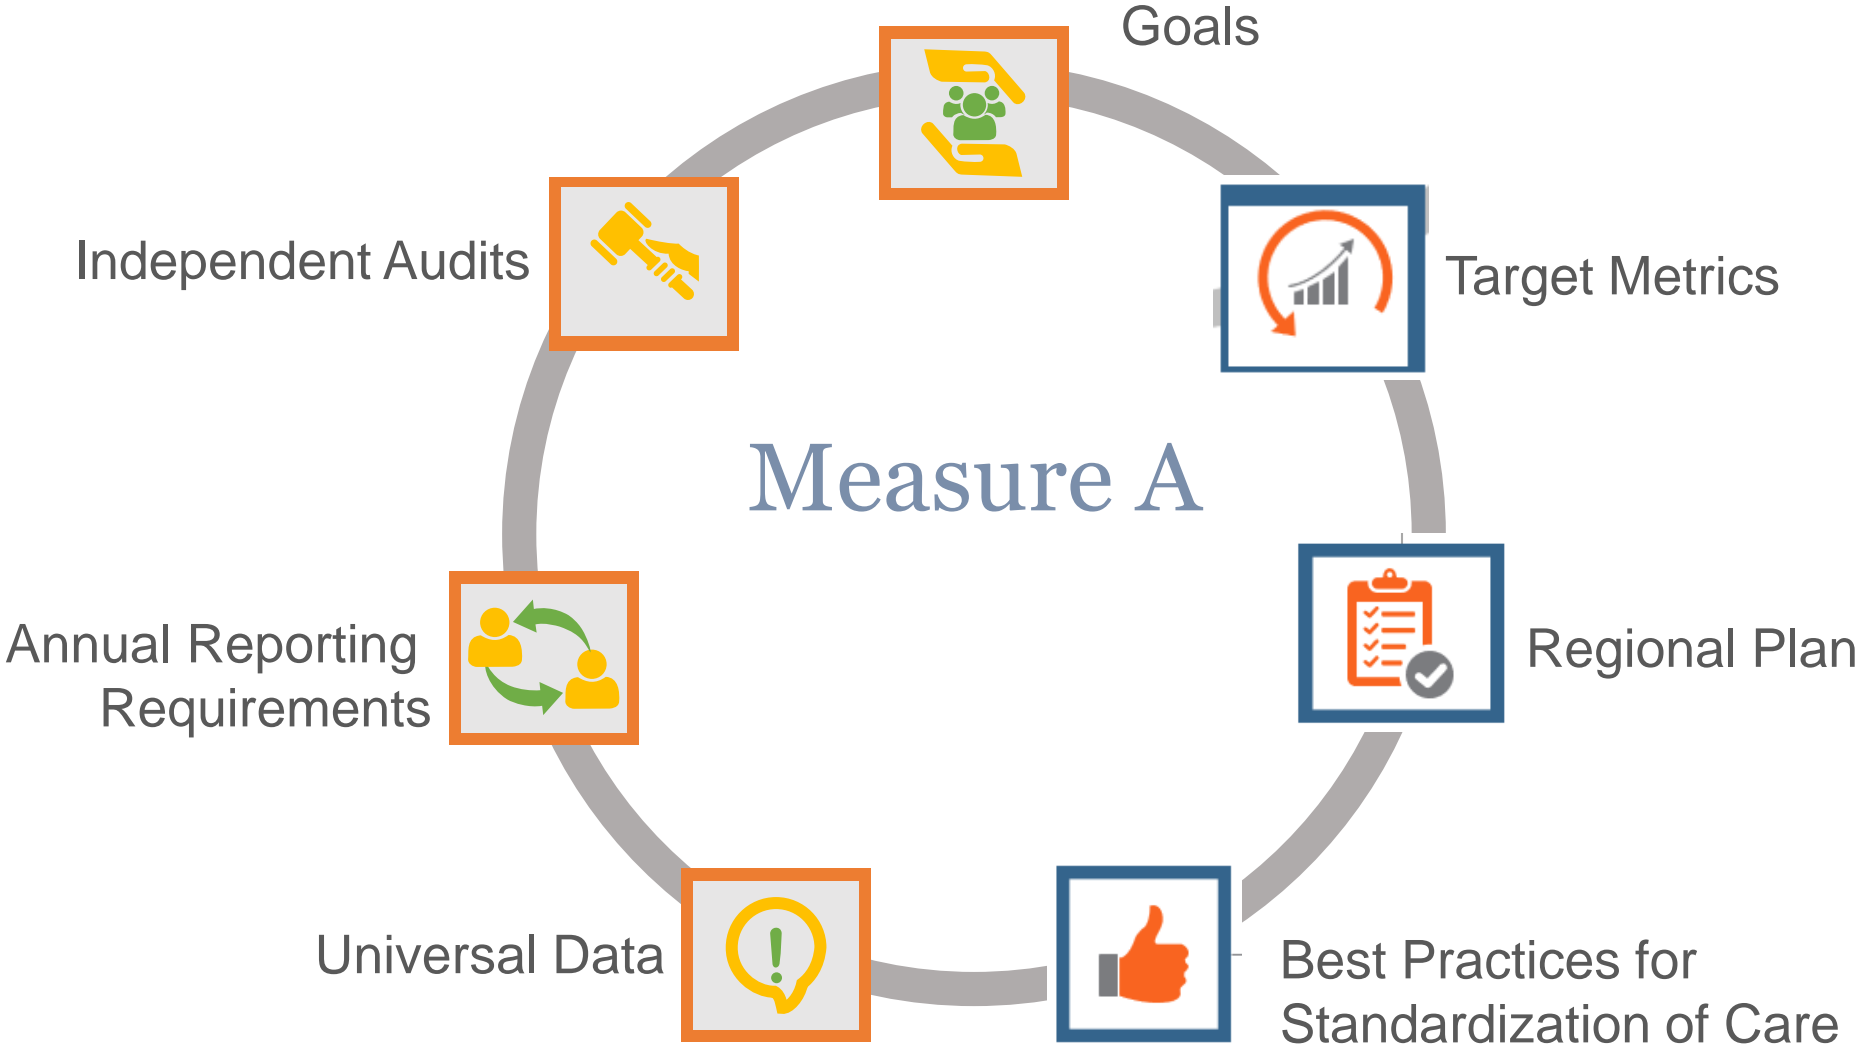 Goals
Target Metrics
Regional Plan
Best Practices for
Standardization of Care
Universal Data
Annual Reporting
Requirements
Independent Audits
Measure A